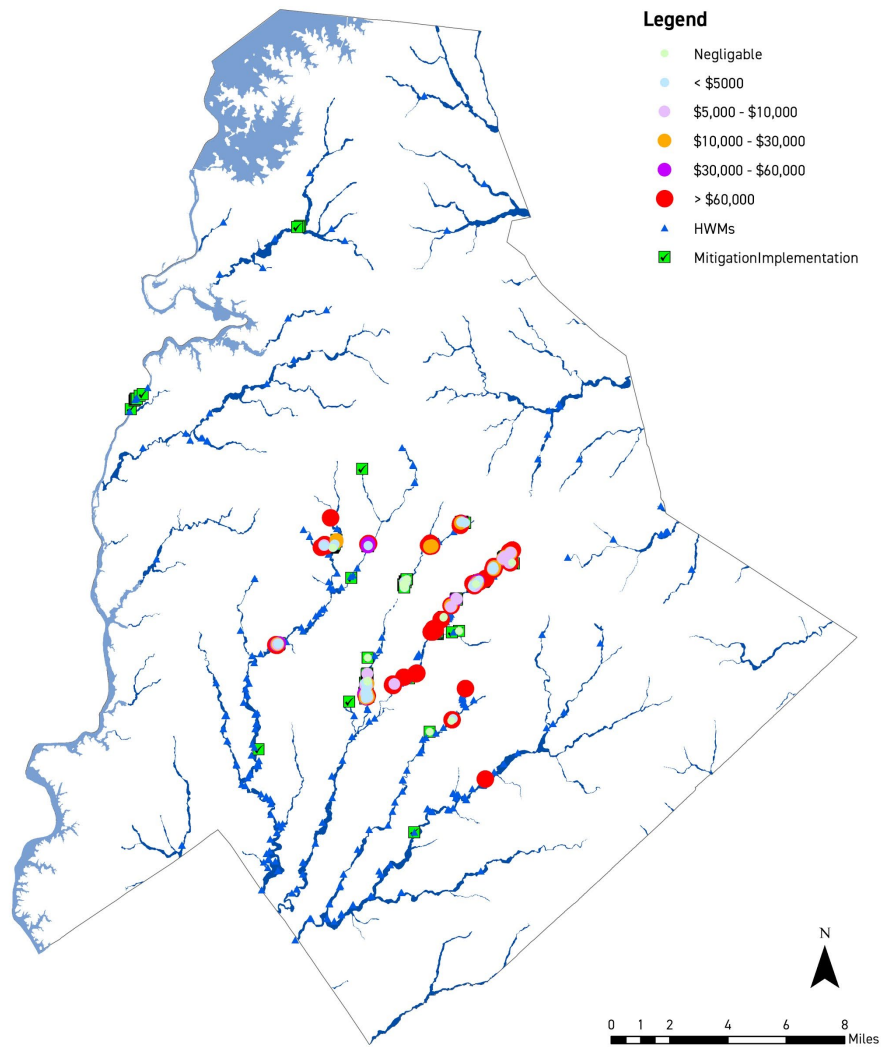 Legend
Negligable
< $5000
$5,000 - $10,000
$10,000 - $30,000
$30,000 - $60,000
> $60,000
HWMs
MitigationImplementation
N
0 1 2 4 6 8
Miles